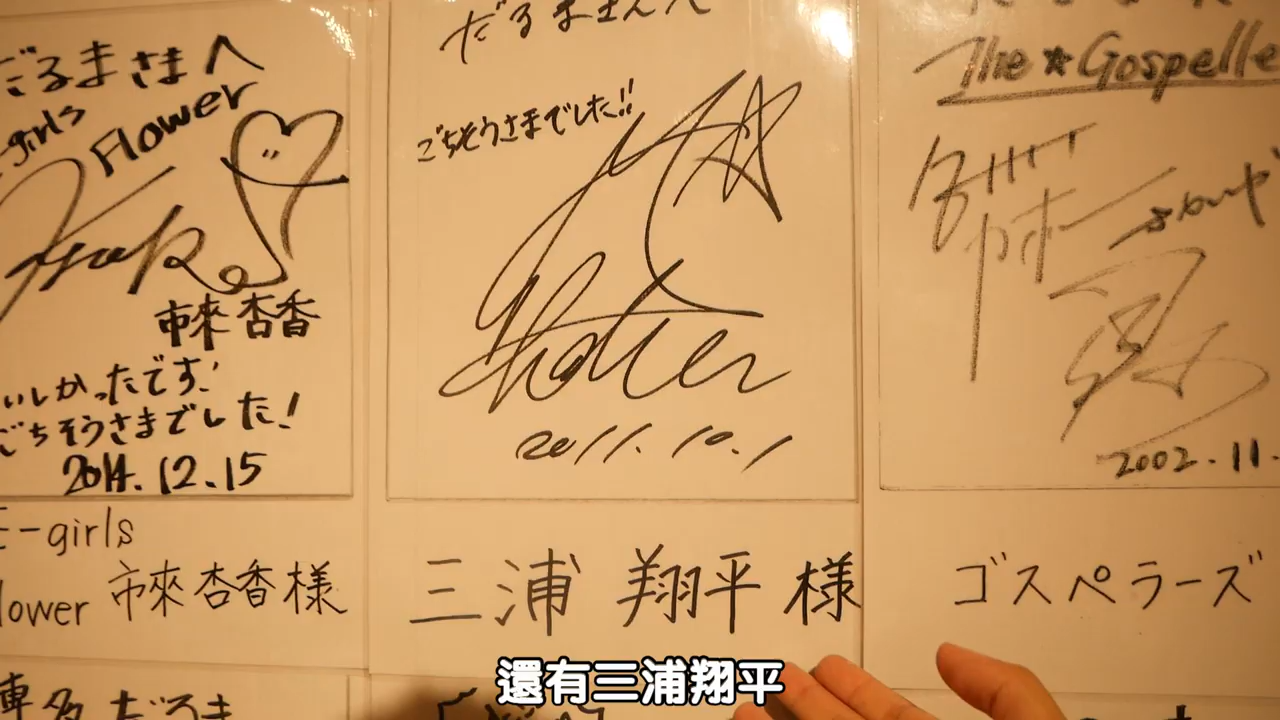 だるまさまへ
E-girls
Flower
市來 杏香
いしかったです!
ごちそうさまでした!
2014.12.15
E-girls
lower 市來 杏香 様
だるまさんへ
ごちそうさまでした!!
2011.10.1
三浦 翔平 様
The★Gospelle
2002.11.
ゴスペラーズ
還有三浦翔平